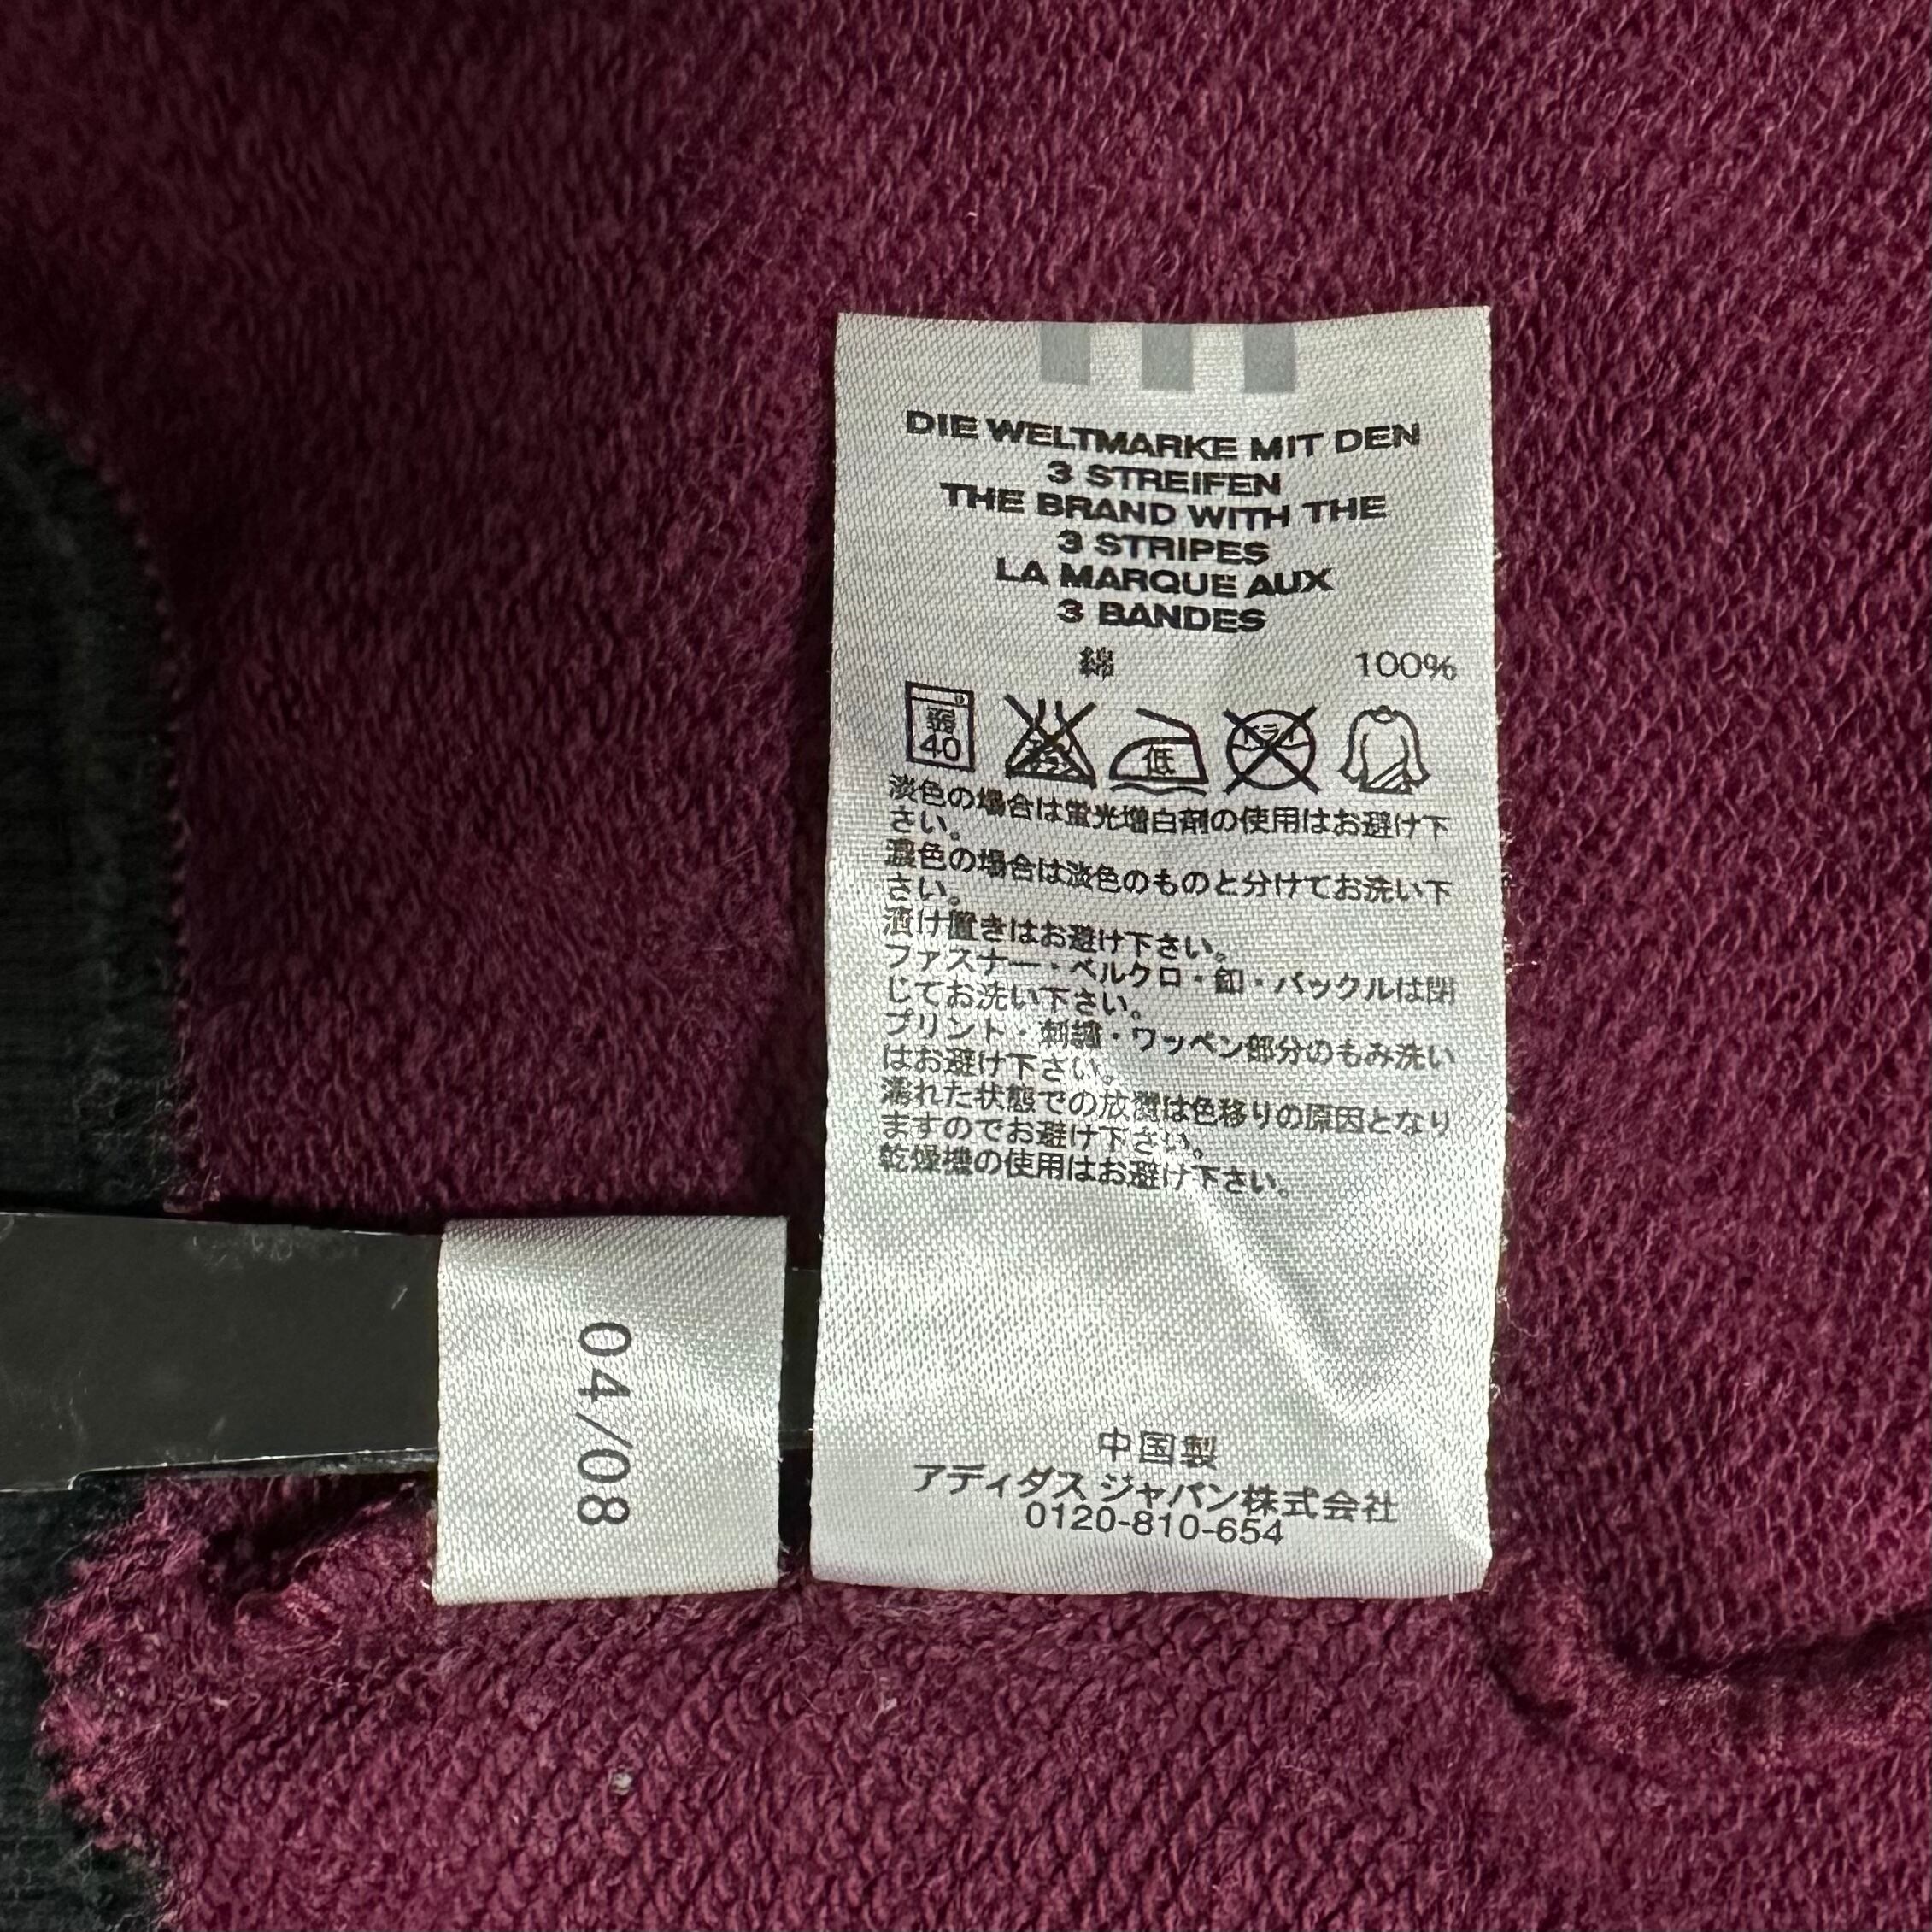 DIE WELTMARKE MIT DEN
3 STREIFEN
THE BRAND WITH THE
3 STRIPES
LA MARQUE AUX
3 BANDES
綿 100%
弱
40
低
淡色の場合は蛍光増白剤の使用はお避け下
さい。
濃色の場合は淡色のものと分けてお洗い下
さい。
漬け置きはお避け下さい。
ファスナー・ベルクロ・釦・バックルは閉
じてお洗い下さい。
プリント・刺繍・ワッペン部分のもみ洗い
はお避け下さい。
濡れた状態での放置は色移りの原因となり
ますのでお避け下さい。
乾燥機の使用はお避け下さい。
中国製
アディダス ジャパン株式会社
0120-810-654
04/08